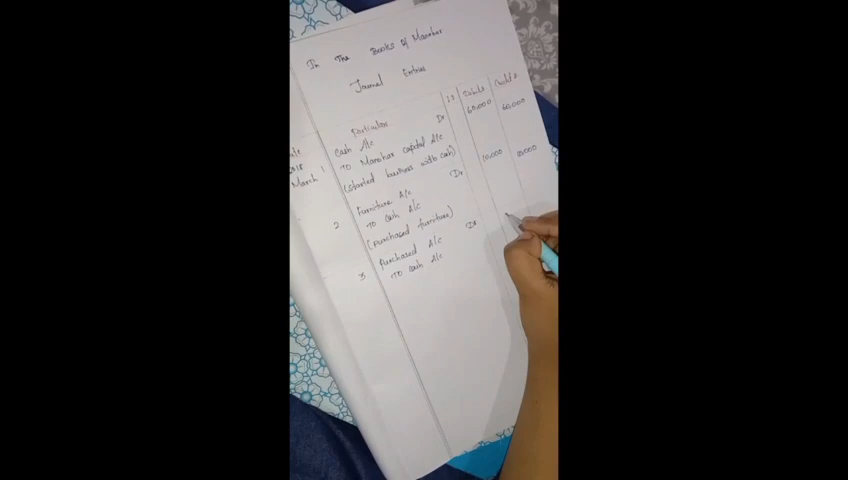 In The Books of Manohar
Journal Entries
Particulars Debit Credit
2018 Cash A/c Dr 60,000 60,000
March 1 To Manohar capital A/c
(Started business with cash)
2 Furniture A/c Dr 10,000 10,000
To cash A/c
(purchased furniture)
3 Purchased A/c Dr
To cash A/c